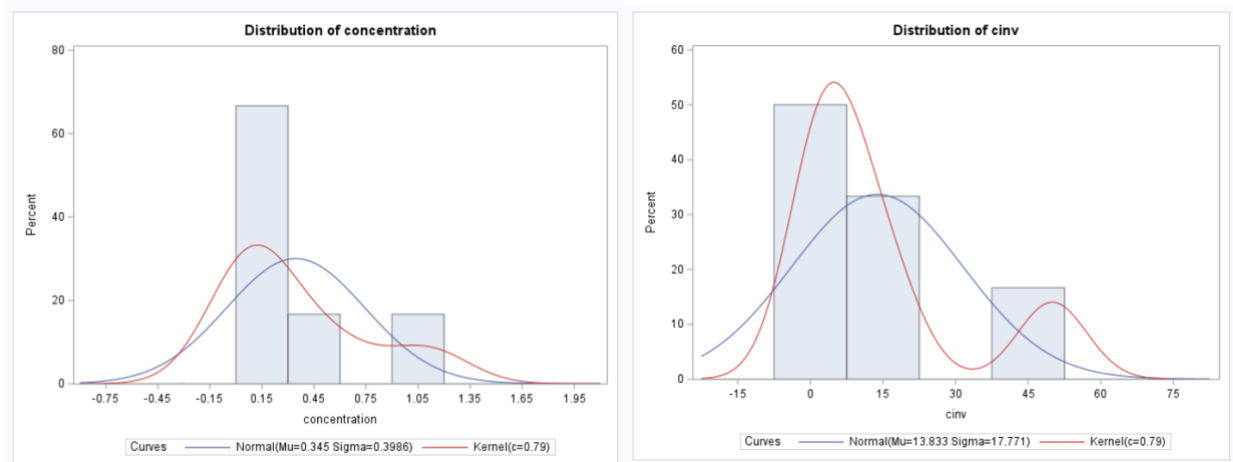 Distribution of concentration
80
60
40
20
0
Percent
-0.75 -0.45 -0.15 0.15 0.45 0.75 1.05 1.35 1.65 1.95
concentration
Curves Normal(Mu=0.345 Sigma=0.3986) Kernel(c=0.79)
Distribution of cinv
60
50
40
30
20
10
0
Percent
-15 0 15 30 45 60 75
cinv
Curves Normal(Mu=13.833 Sigma=17.771) Kernel(c=0.79)